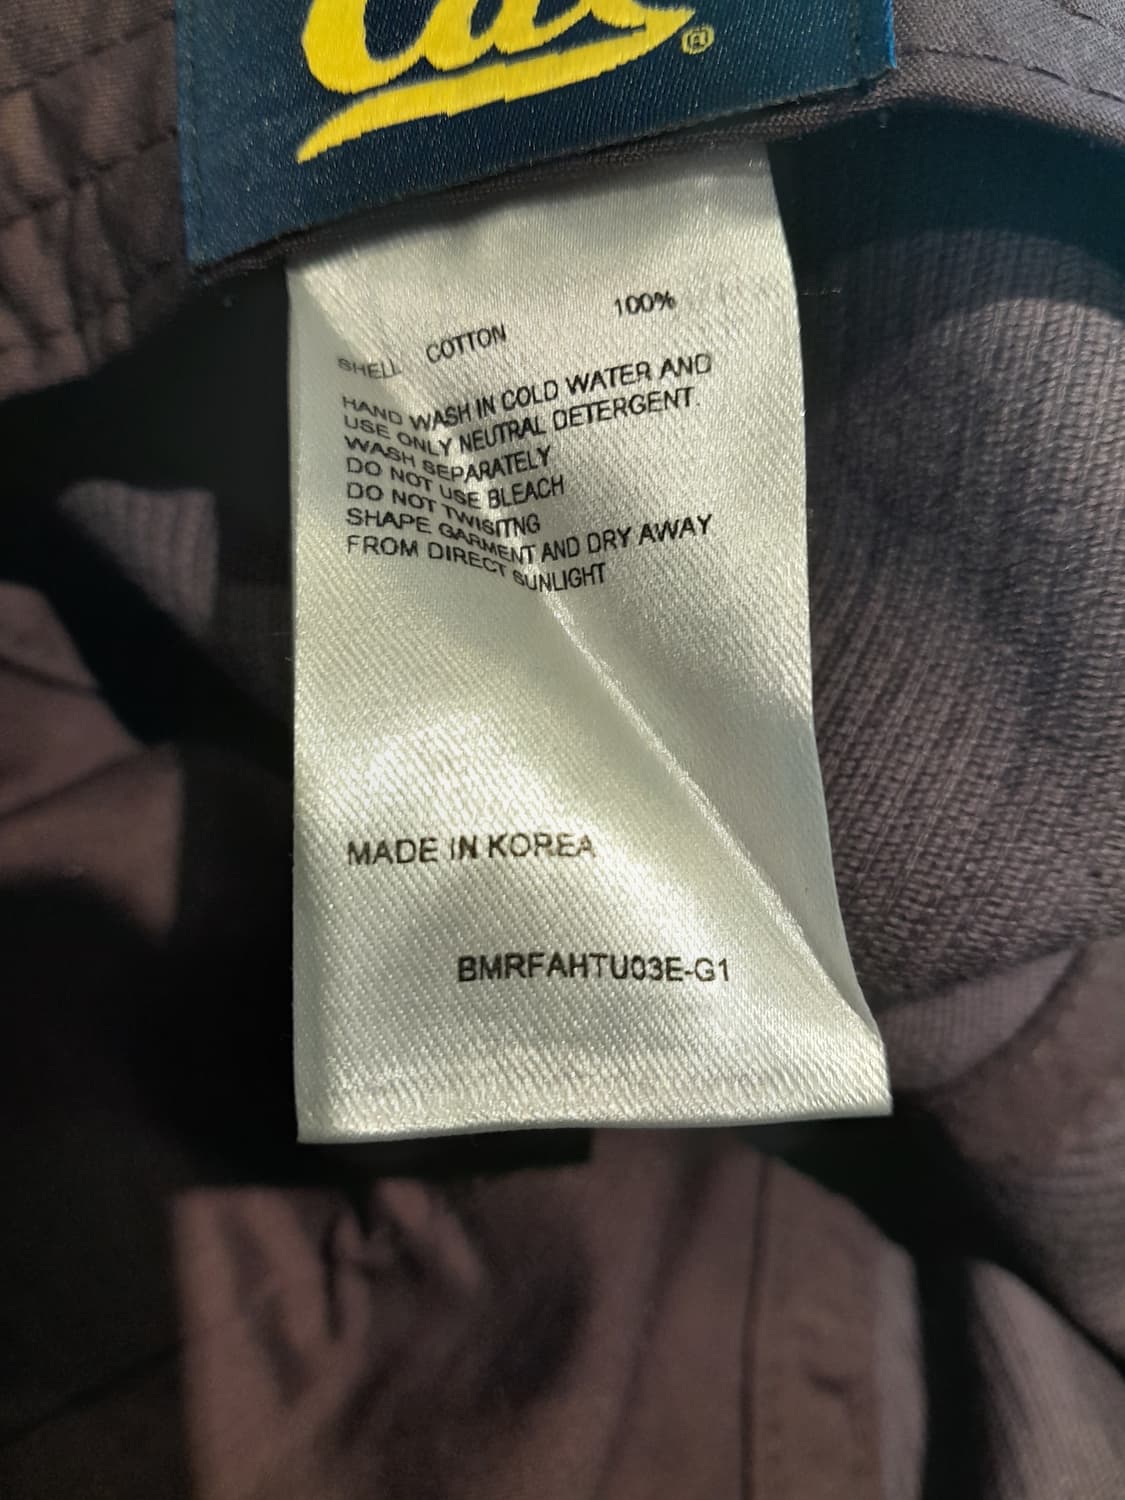 Cal
®
SHELL COTTON 100%
HAND WASH IN COLD WATER AND
USE ONLY NEUTRAL DETERGENT.
WASH SEPARATELY
DO NOT USE BLEACH
DO NOT TWISITNG
SHAPE GARMENT AND DRY AWAY
FROM DIRECT SUNLIGHT
MADE IN KOREA
BMRFAHTU03E-G1